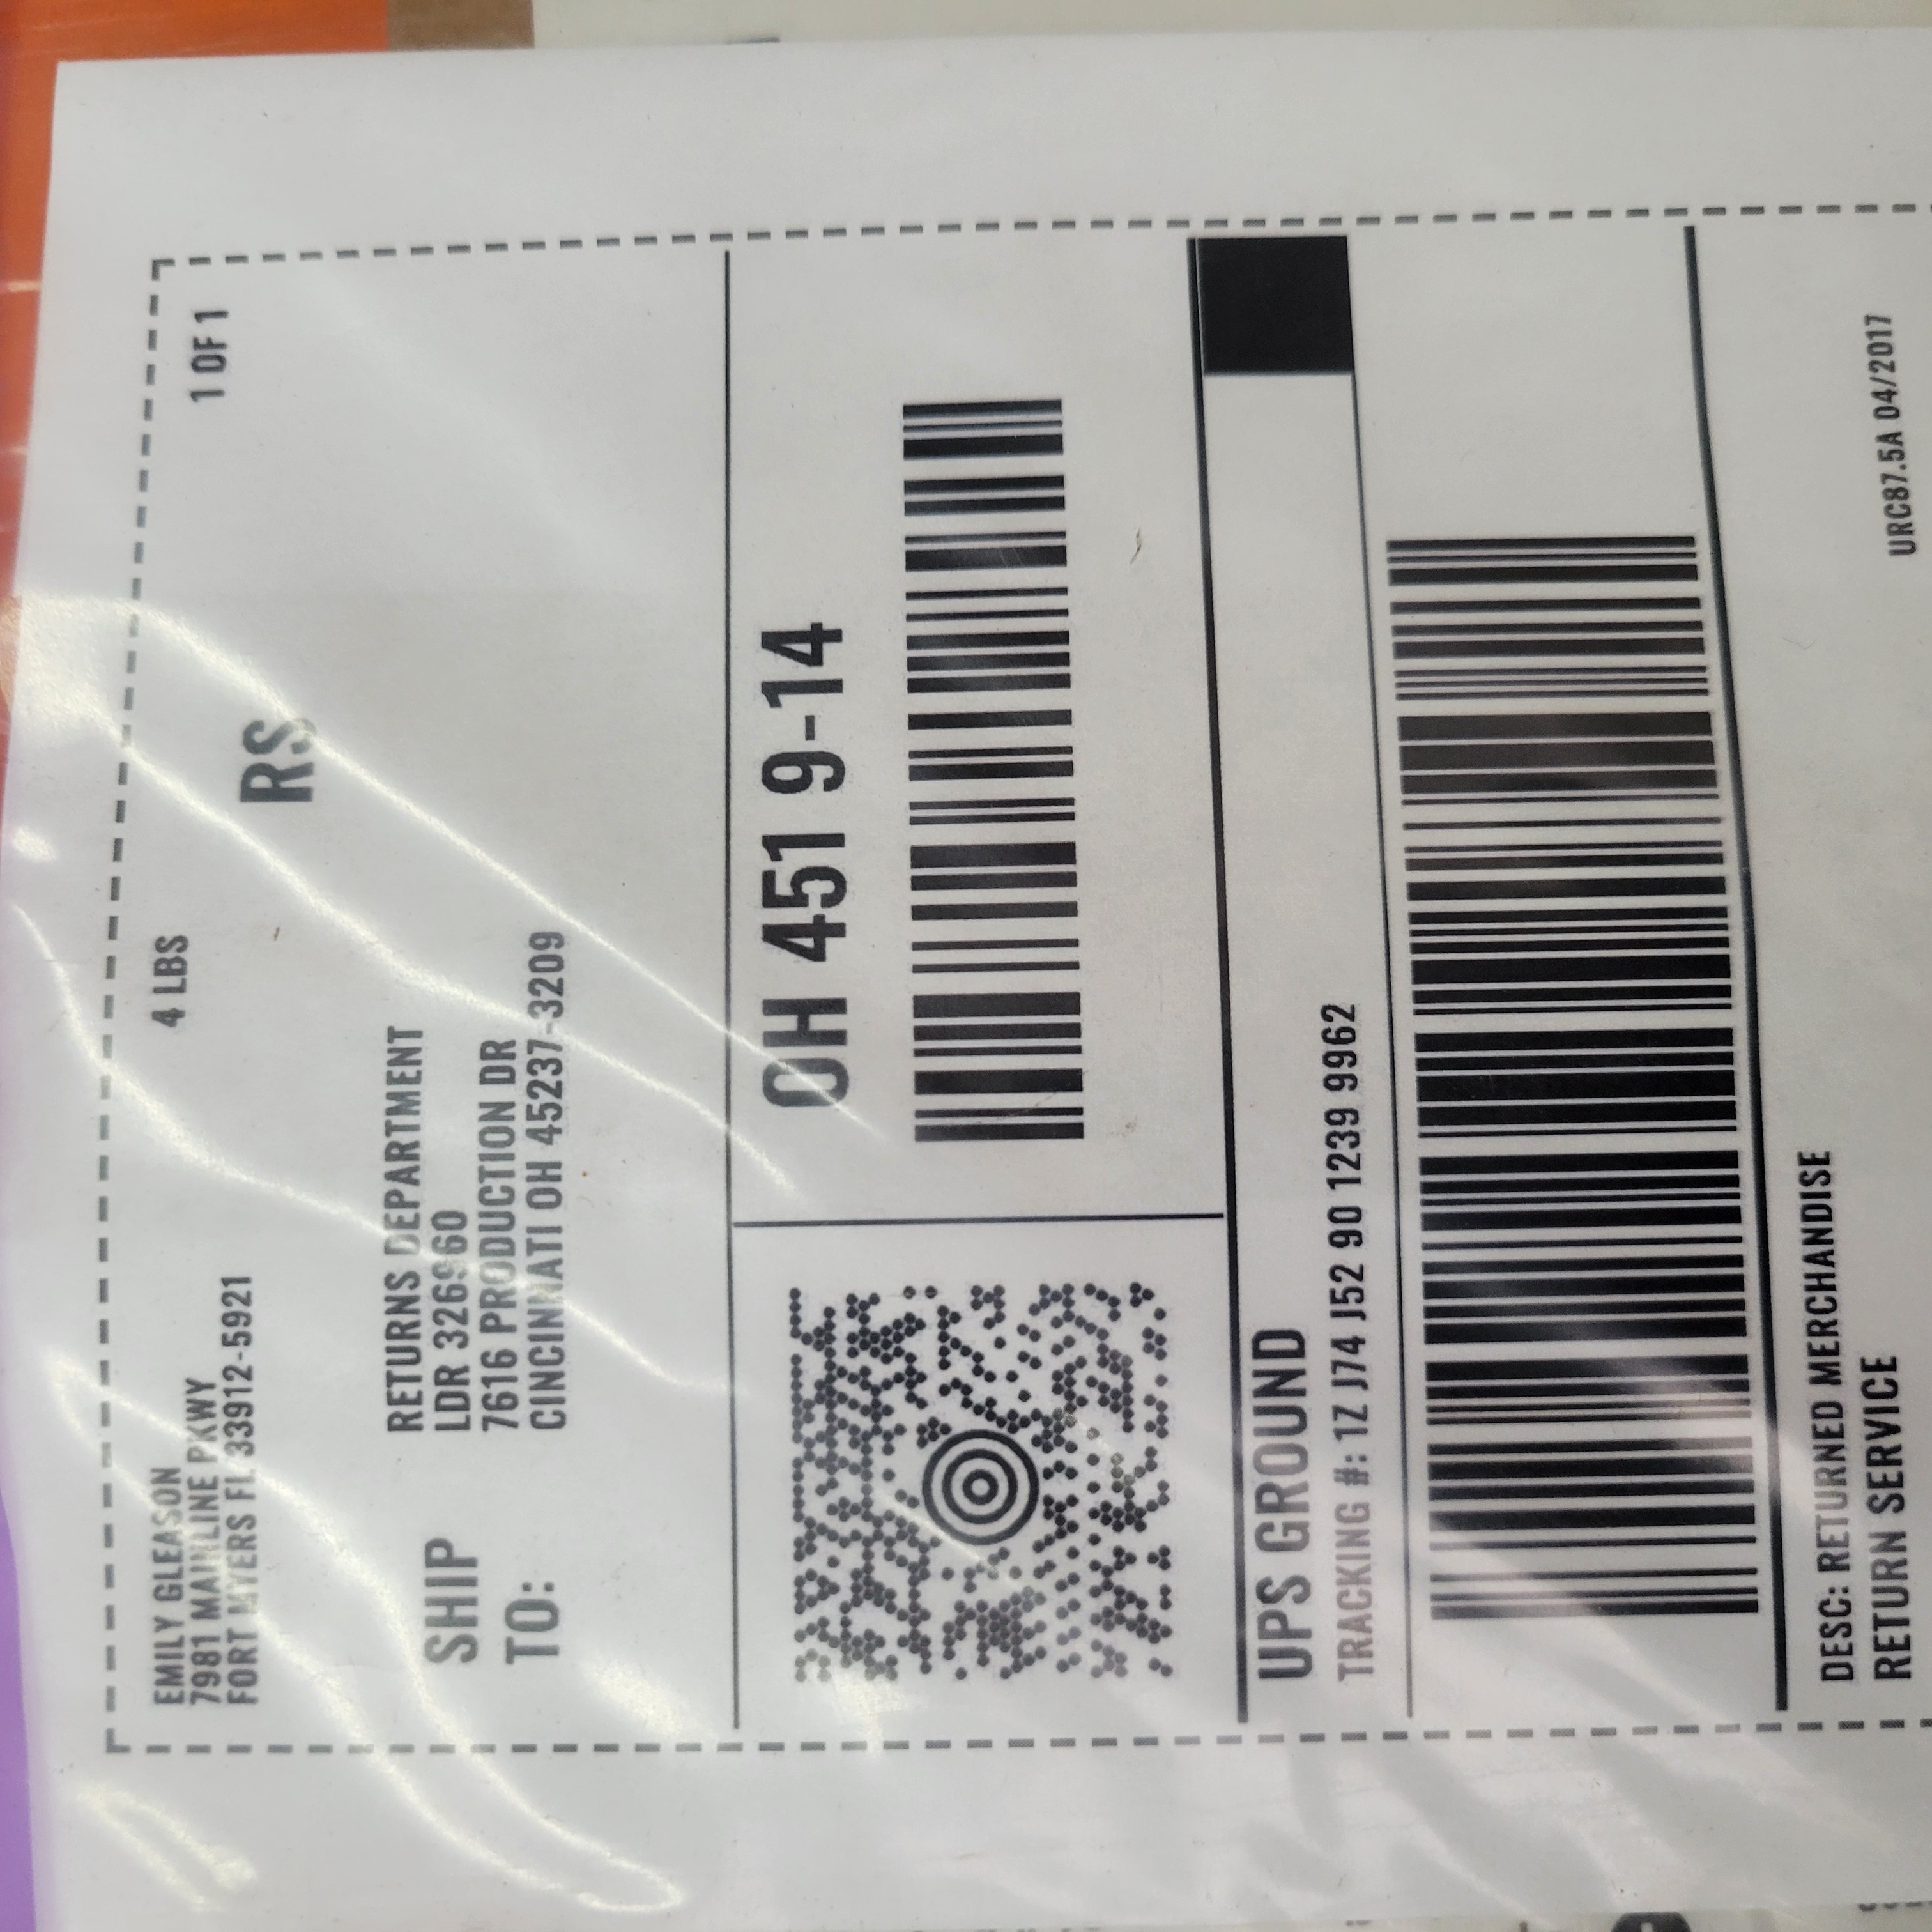 EMILY GLEASON
7981 MAINLINE PKWY
FORT MYERS FL 33912-5921
4 LBS
1 OF 1
RS
SHIP
TO:
RETURNS DEPARTMENT
LDR 326960
7616 PRODUCTION DR
CINCINNATI OH 45237-3209
OH 451 9-14
UPS GROUND
TRACKING #: 1Z J74 J52 90 1239 9962
DESC: RETURNED MERCHANDISE
RETURN SERVICE
URC87.5A 04/2017